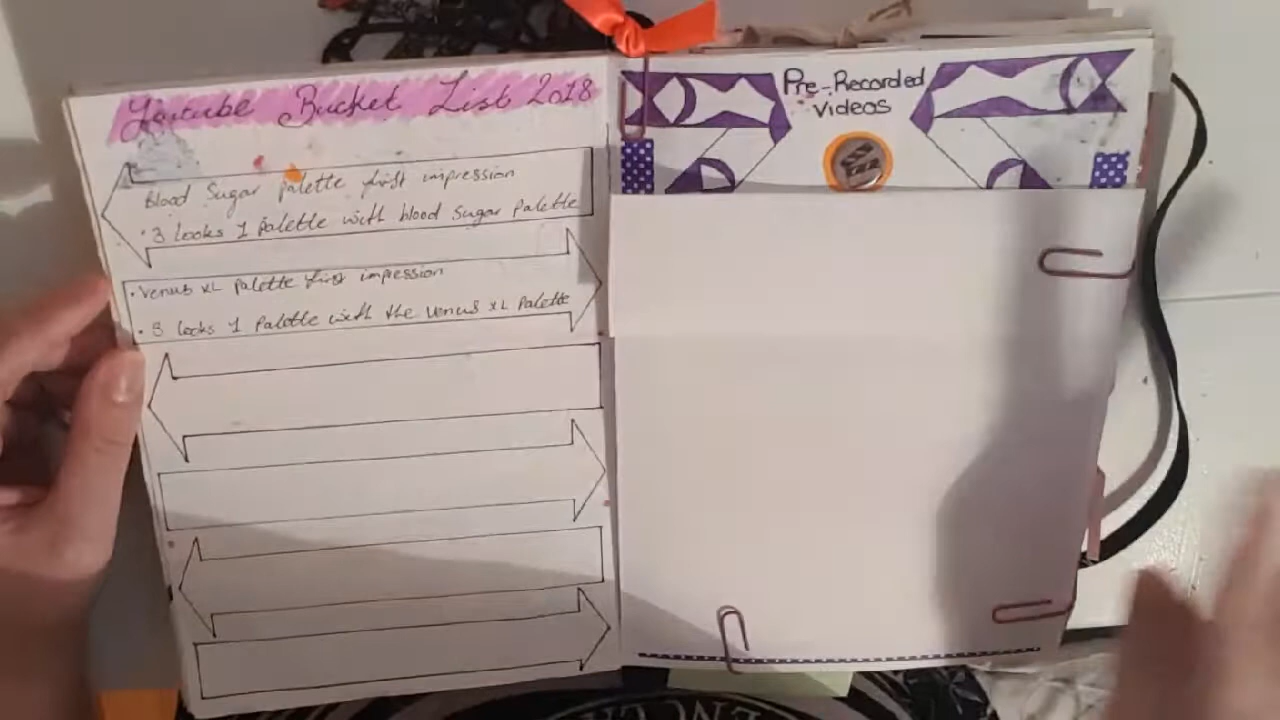 Youtube Bucket List 2018
blood Sugar palette first impression
• 3 looks 1 palette with blood sugar palette
• Venus XL palette first impression
• 3 looks 1 Palette with the Venus XL Palette
Pre-Recorded
Videos